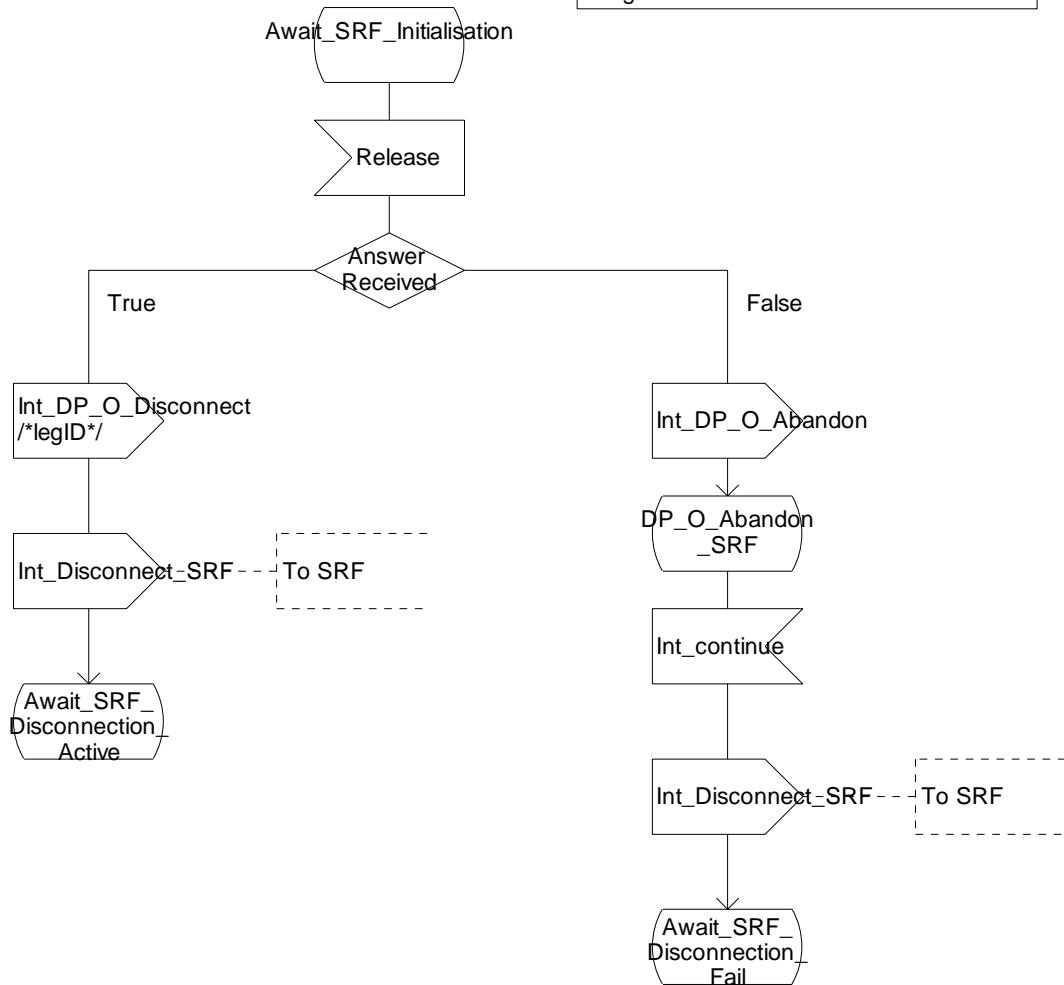 Await_SRF_Initialisation
Release
Answer
Received
True
False
Int_DP_O_Disconnect
/*legID*/
Int_DP_O_Abandon
DP_O_Abandon
_SRF
Int_Disconnect_SRF
To SRF
Int_continue
Await_SRF_
Disconnection_
Active
Int_Disconnect_SRF
To SRF
Await_SRF_
Disconnection_
Fail